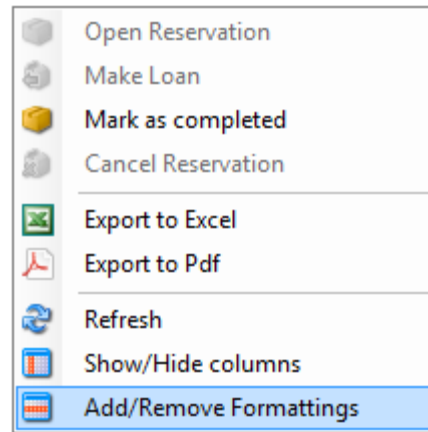 Open Reservation
Make Loan
Mark as completed
Cancel Reservation
Export to Excel
Export to Pdf
Refresh
Show/Hide columns
Add/Remove Formattings